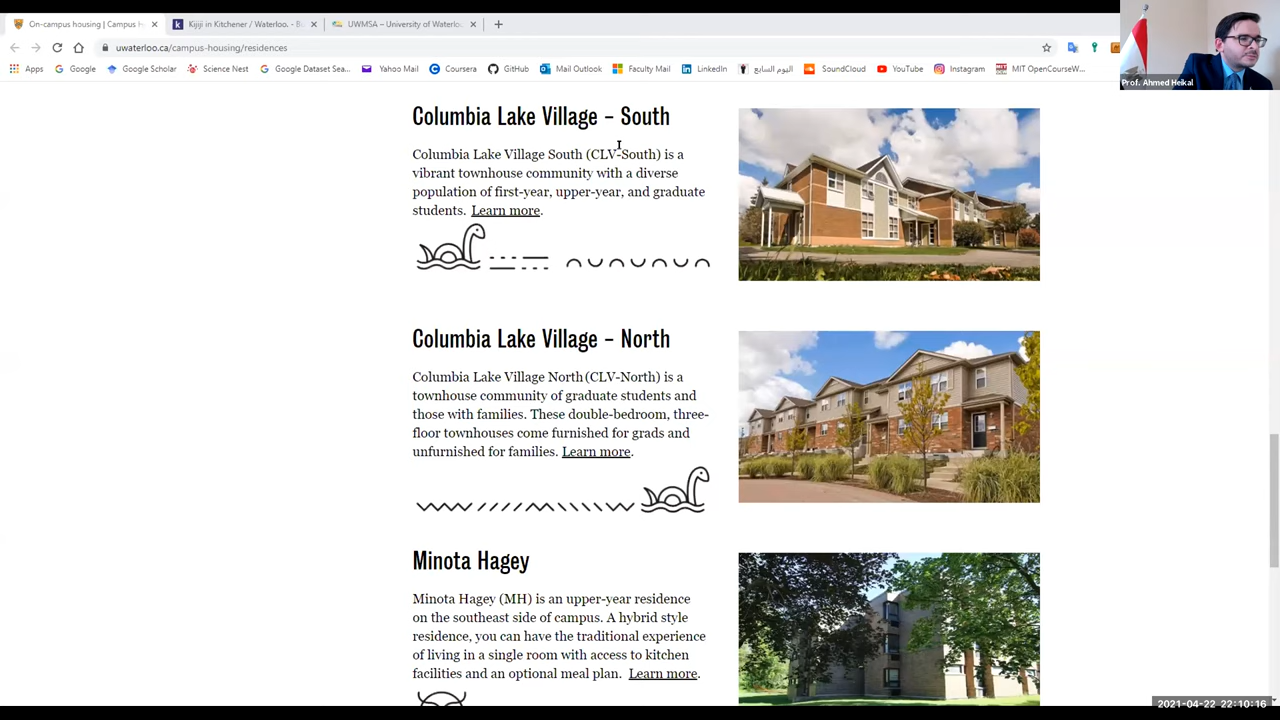 On-campus housing | Campus H
Kijiji in Kitchener / Waterloo. - Bu
UWMSA – University of Waterloo
uwaterloo.ca/campus-housing/residences
Apps
Google
Google Scholar
Science Nest
Google Dataset Sea...
Yahoo Mail
Coursera
GitHub
Mail Outlook
Faculty Mail
LinkedIn
اليوم السابع
SoundCloud
YouTube
Instagram
MIT OpenCourseW...
Prof. Ahmed Heikal
Columbia Lake Village – South
Columbia Lake Village South (CLV-South) is a
vibrant townhouse community with a diverse
population of first-year, upper-year, and graduate
students. Learn more.
Columbia Lake Village – North
Columbia Lake Village North (CLV-North) is a
townhouse community of graduate students and
those with families. These double-bedroom, three-
floor townhouses come furnished for grads and
unfurnished for families. Learn more.
Minota Hagey
Minota Hagey (MH) is an upper-year residence
on the southeast side of campus. A hybrid style
residence, you can have the traditional experience
of living in a single room with access to kitchen
facilities and an optional meal plan. Learn more.
2021-04-22 22:10:16